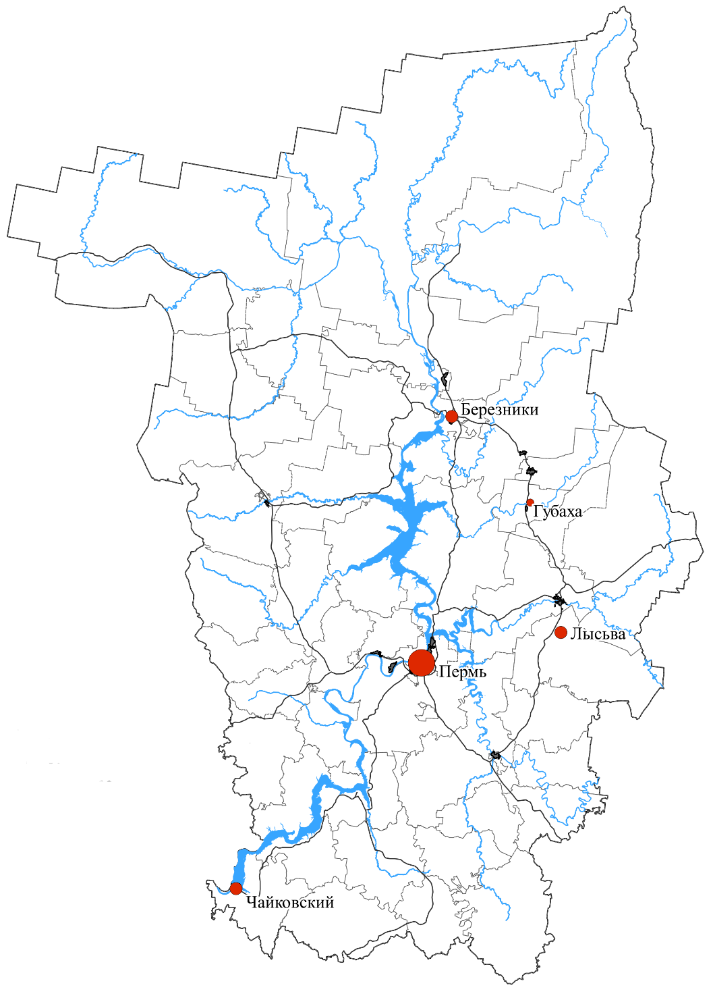 Березники
Губаха
Лысьва
Пермь
Чайковский